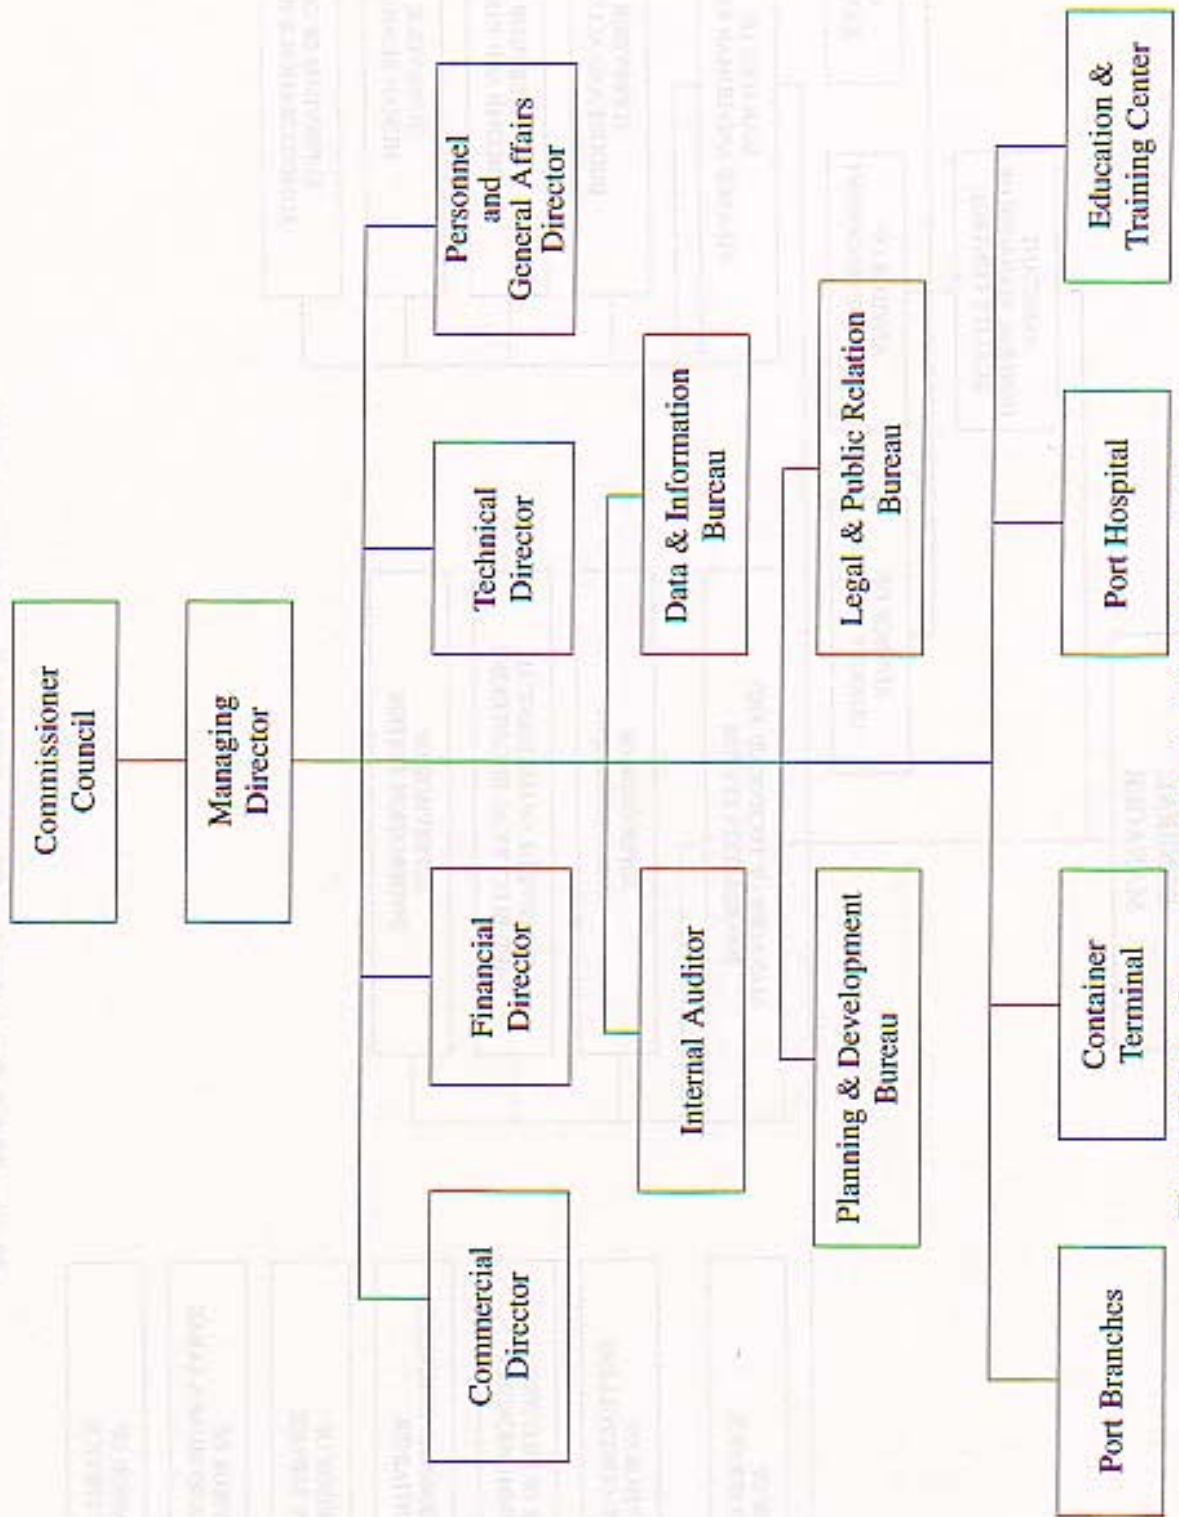 Commissioner
Council
Managing
Director
Commercial
Director
Financial
Director
Technical
Director
Personnel
and
General Affairs
Director
Internal Auditor
Data & Information
Bureau
Planning & Development
Bureau
Legal & Public Relation
Bureau
Port Branches
Container
Terminal
Port Hospital
Education &
Training Center